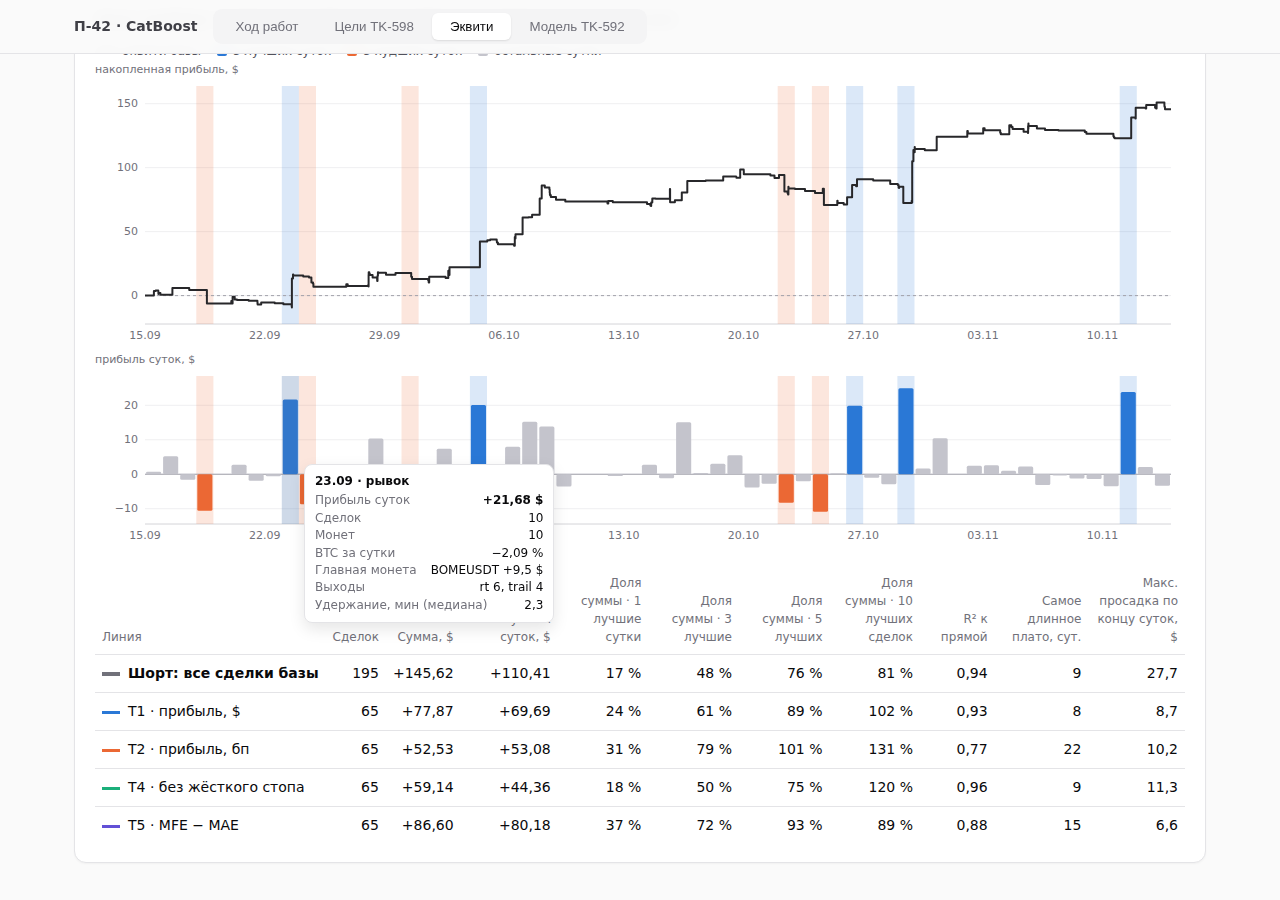 П-42 · CatBoost
Ход работ
Цели ТК-598
Эквити
Модель ТК-592
накопленная прибыль, $
150
100
50
0
15.09 22.09 29.09 06.10 13.10 20.10 27.10 03.11 10.11
прибыль суток, $
20
10
0
−10
15.09 22.09 13.10 20.10 27.10 03.11 10.11
23.09 · рывок
Прибыль суток +21,68 $
Сделок 10
Монет 10
BTC за сутки −2,09 %
Главная монета BOMEUSDT +9,5 $
Выходы rt 6, trail 4
Удержание, мин (медиана) 2,3
Линия
Сделок
Сумма, $
суток, $
Доля
суммы · 1
лучшие
сутки
Доля
суммы · 3
лучшие
Доля
суммы · 5
лучших
Доля
суммы · 10
лучших
сделок
R² к
прямой
Самое
длинное
плато, сут.
Макс.
просадка по
концу суток,
$
Шорт: все сделки базы 195 +145,62 +110,41 17 % 48 % 76 % 81 % 0,94 9 27,7
T1 · прибыль, $ 65 +77,87 +69,69 24 % 61 % 89 % 102 % 0,93 8 8,7
T2 · прибыль, бп 65 +52,53 +53,08 31 % 79 % 101 % 131 % 0,77 22 10,2
T4 · без жёсткого стопа 65 +59,14 +44,36 18 % 50 % 75 % 120 % 0,96 9 11,3
T5 · MFE − MAE 65 +86,60 +80,18 37 % 72 % 93 % 89 % 0,88 15 6,6